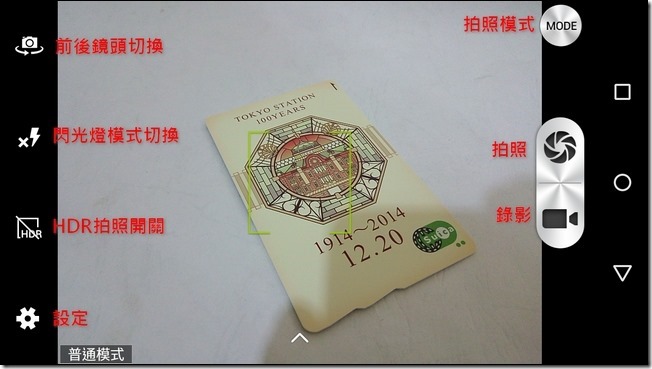 前後鏡頭切換
拍照模式
MODE
閃光燈模式切換
拍照
HDR
HDR拍照開關
錄影
設定
普通模式
TOKYO STATION
100YEARS
1914～2014
12.20
Suica